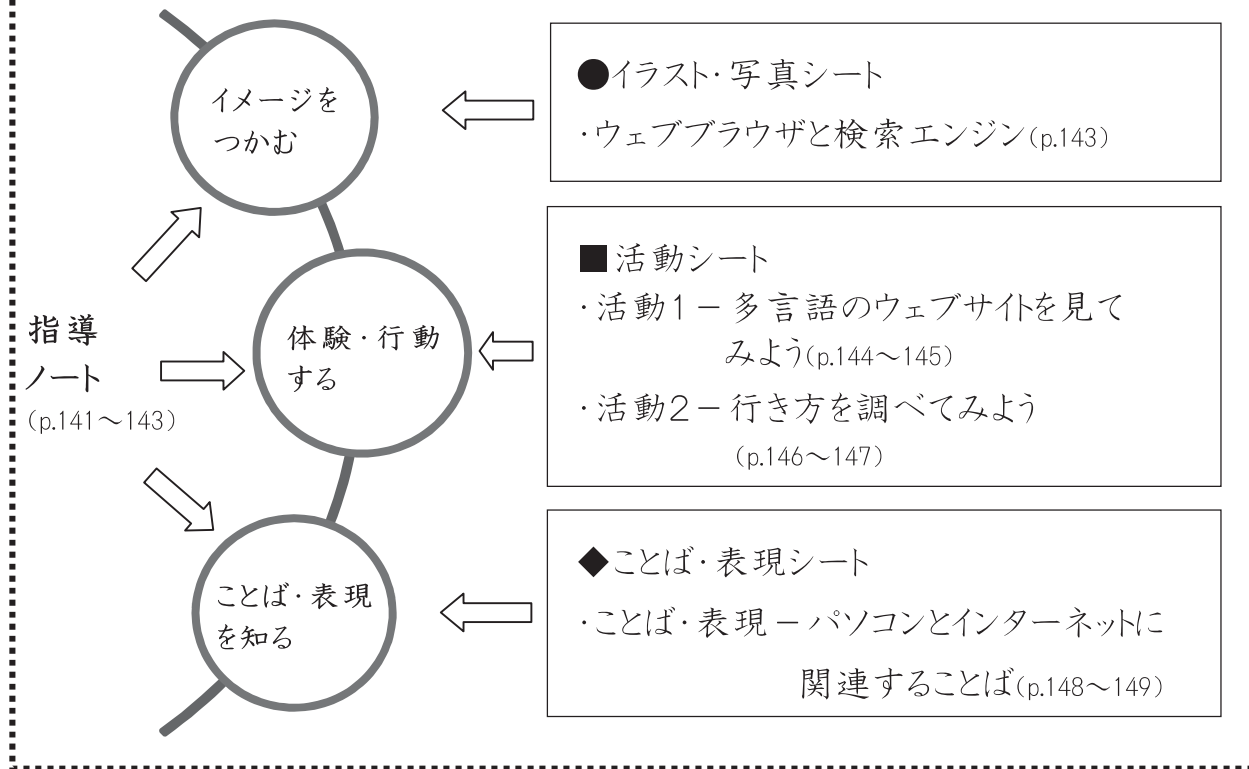 イメージを
つかむ
●イラスト・写真シート
・ウェブブラウザと検索エンジン(p.143)
指導
ノート
(p.141～143)
体験・行動
する
■活動シート
・活動1－多言語のウェブサイトを見て
みよう(p.144～145)
・活動2－行き方を調べてみよう
(p.146～147)
ことば・表現
を知る
◆ことば・表現シート
・ことば・表現－パソコンとインターネットに
関連することば(p.148～149)